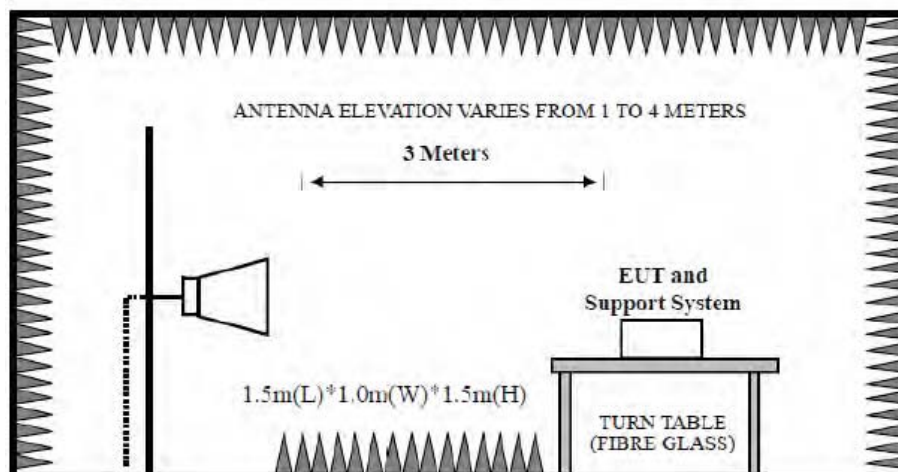 ANTENNA ELEVATION VARIES FROM 1 TO 4 METERS
3 Meters
EUT and
Support System
1.5m(L)*1.0m(W)*1.5m(H)
TURN TABLE
(FIBRE GLASS)